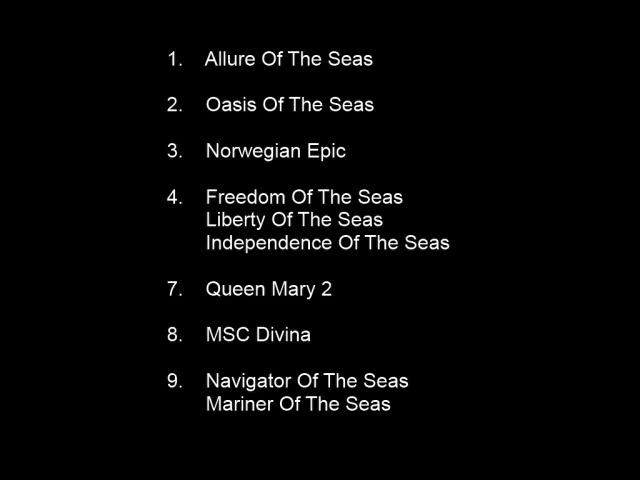 1. Allure Of The Seas
2. Oasis Of The Seas
3. Norwegian Epic
4. Freedom Of The Seas
Liberty Of The Seas
Independence Of The Seas
7. Queen Mary 2
8. MSC Divina
9. Navigator Of The Seas
Mariner Of The Seas